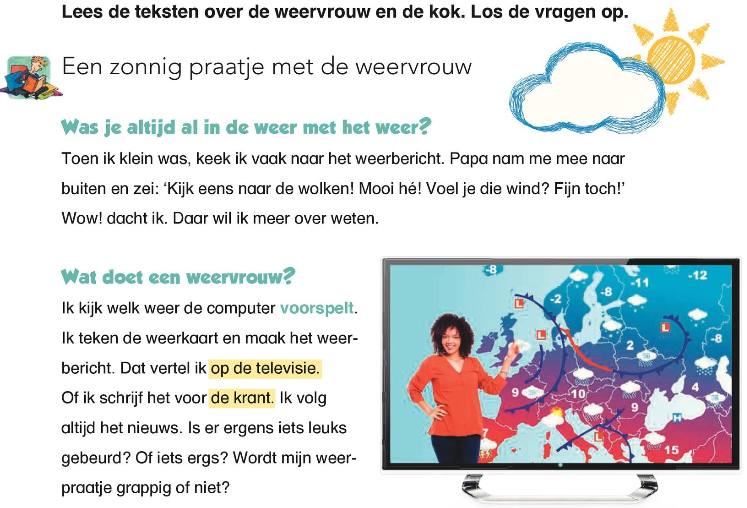 Lees de teksten over de weervrouw en de kok. Los de vragen op.
Een zonnig praatje met de weervrouw
Was je altijd al in de weer met het weer?
Toen ik klein was, keek ik vaak naar het weerbericht. Papa nam me mee naar
buiten en zei: ‘Kijk eens naar de wolken! Mooi hé! Voel je die wind? Fijn toch!’
Wow! dacht ik. Daar wil ik meer over weten.
Wat doet een weervrouw?
Ik kijk welk weer de computer voorspelt.
Ik teken de weerkaart en maak het weer-
bericht. Dat vertel ik op de televisie.
Of ik schrijf het voor de krant. Ik volg
altijd het nieuws. Is er ergens iets leuks
gebeurd? Of iets ergs? Wordt mijn weer-
praatje grappig of niet?
-8
-12
-11
-8
L
-2
L
L
-8
2
9
10
4
9
H
L
15